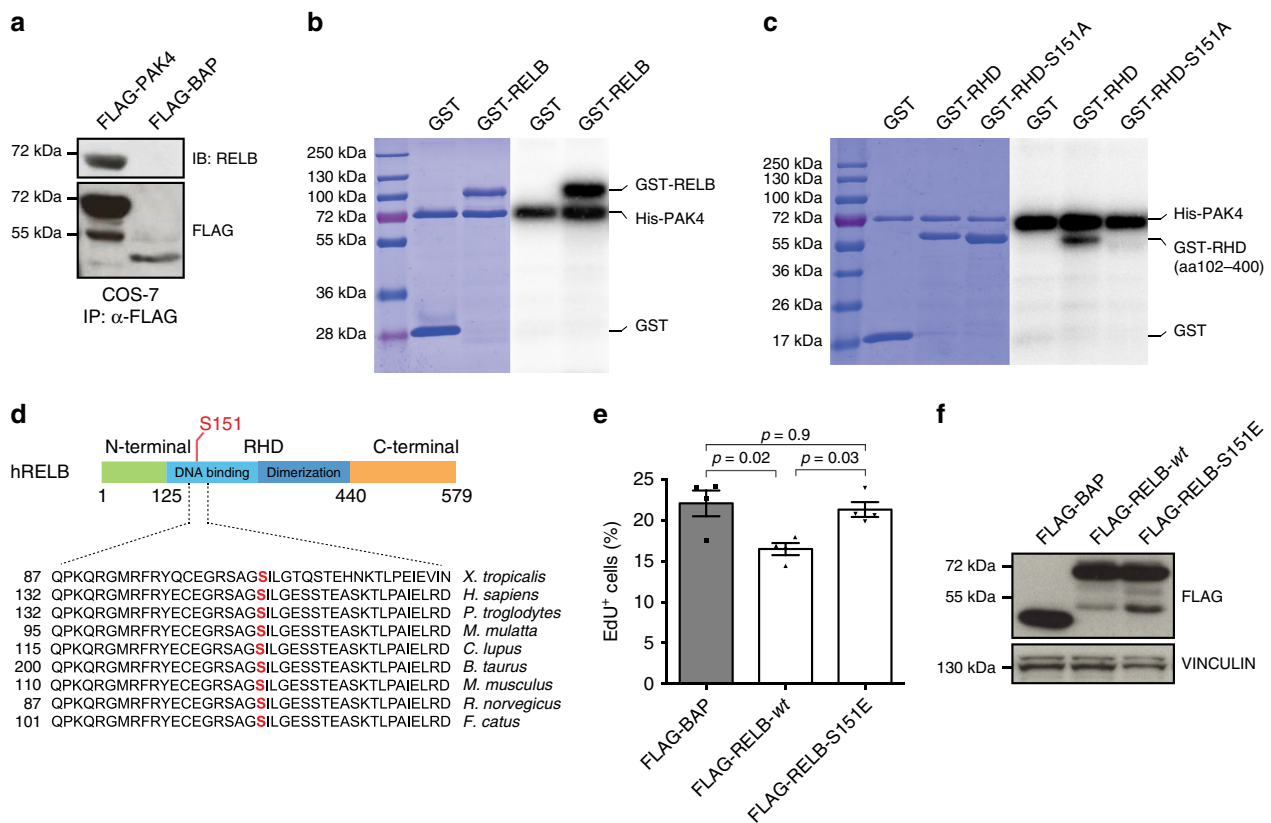 a
FLAG-PAK4
FLAG-BAP
72 kDa
IB: RELB
72 kDa
55 kDa
FLAG
COS-7
IP: α-FLAG
b
GST
GST-RELB
GST
GST-RELB
250 kDa
130 kDa
100 kDa
72 kDa
55 kDa
36 kDa
28 kDa
GST-RELB
His-PAK4
GST
c
GST
GST-RHD
GST-RHD-S151A
GST
GST-RHD
GST-RHD-S151A
250 kDa
130 kDa
100 kDa
72 kDa
55 kDa
36 kDa
26 kDa
17 kDa
His-PAK4
GST-RHD
(aa102–400)
GST
d
S151
N-terminal RHD C-terminal
hRELB DNA binding Dimerization
1 125 440 579
87 QPKQRGMRFRYQCEGRSAGSILGTQSTEHNKTLPEIEVIN X. tropicalis
132 QPKQRGMRFRYECEGRSAGSILGESSTEASKTLPAIELRD H. sapiens
132 QPKQRGMRFRYECEGRSAGSILGESSTEASKTLPAIELRD P. troglodytes
95 QPKQRGMRFRYECEGRSAGSILGESSTEASKTLPAIELRD M. mulatta
115 QPKQRGMRFRYECEGRSAGSILGESSTEASKTLPAIELRD C. lupus
200 QPKQRGMRFRYECEGRSAGSILGESSTEASKTLPAIELRD B. taurus
110 QPKQRGMRFRYECEGRSAGSILGESSTEASKTLPAIELRD M. musculus
87 QPKQRGMRFRYECEGRSAGSILGESSTEASKTLPAIELRD R. norvegicus
101 QPKQRGMRFRYECEGRSAGSILGESSTEASKTLPAIELRD F. catus
e
p = 0.9
p = 0.02 p = 0.03
EdU+ cells (%)
25
20
15
10
5
0
FLAG-BAP
FLAG-RELB-wt
FLAG-RELB-S151E
f
FLAG-BAP
FLAG-RELB-wt
FLAG-RELB-S151E
72 kDa
55 kDa
FLAG
130 kDa
VINCULIN